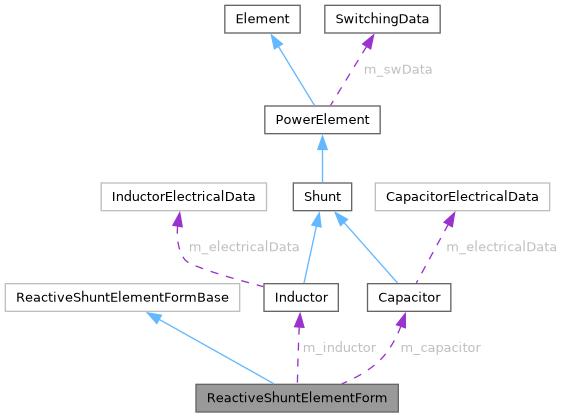 Element
SwitchingData
m_swData
PowerElement
InductorElectricalData
Shunt
CapacitorElectricalData
m_electricalData
m_electricalData
ReactiveShuntElementFormBase
Inductor
Capacitor
m_inductor
m_capacitor
ReactiveShuntElementForm